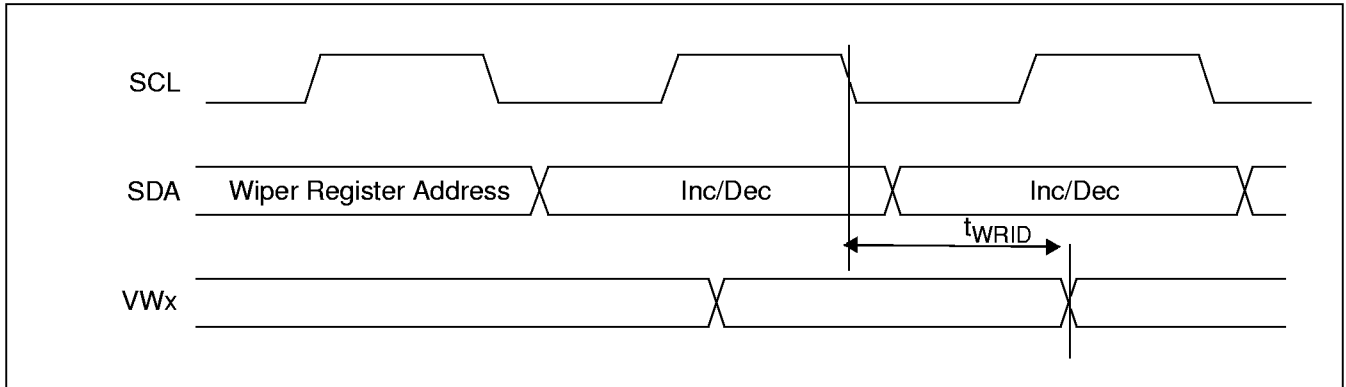 SCL
SDA Wiper Register Address Inc/Dec Inc/Dec
tWRID
VWx